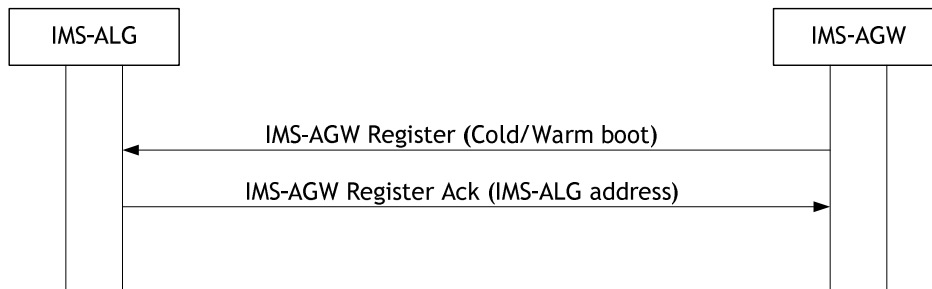 IMS-ALG
IMS-AGW
IMS-AGW Register (Cold/Warm boot)
IMS-AGW Register Ack (IMS-ALG address)